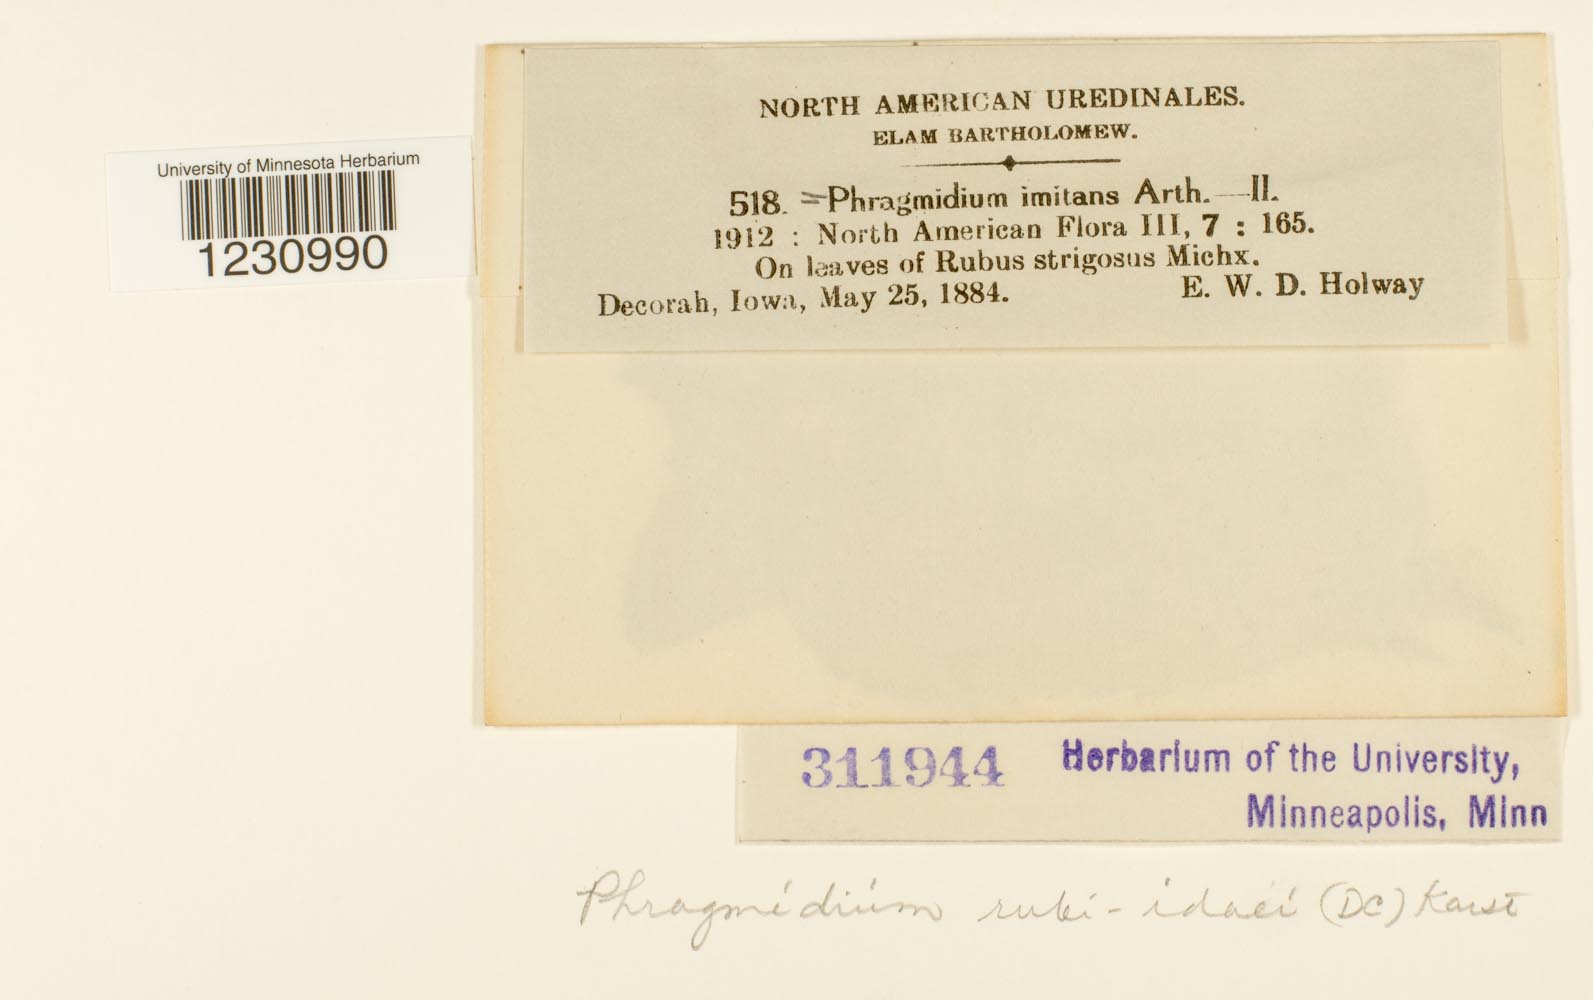 University of Minnesota Herbarium
1230990
NORTH AMERICAN UREDINALES.
ELAM BARTHOLOMEW.
518. =Phragmidium imitans Arth.—II.
1912 : North American Flora III, 7 : 165.
On leaves of Rubus strigosus Michx.
Decorah, Iowa, May 25, 1884. E. W. D. Holway
311944 Herbarium of the University,
Minneapolis, Minn
Phragmidium rubi-idaei (DC) Karst